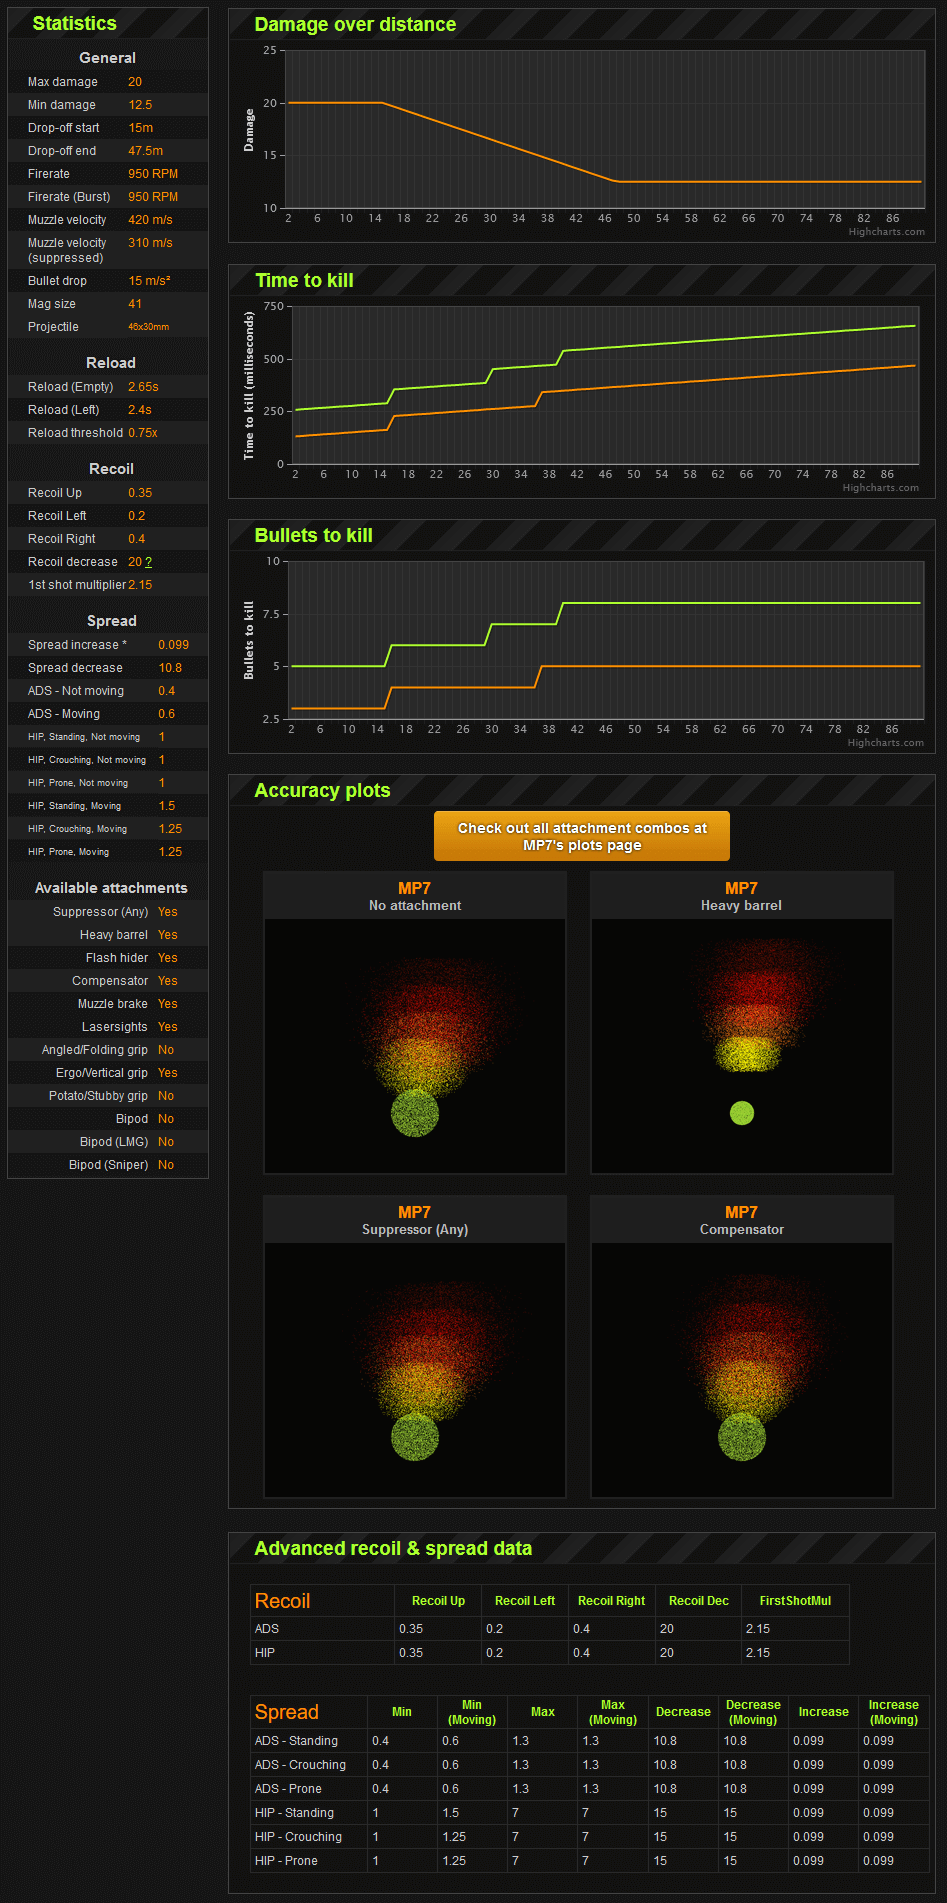 Statistics
General
Max damage 20
Min damage 12.5
Drop-off start 15m
Drop-off end 47.5m
Firerate 950 RPM
Firerate (Burst) 950 RPM
Muzzle velocity 420 m/s
Muzzle velocity (suppressed) 310 m/s
Bullet drop 15 m/s²
Mag size 41
Projectile 46x30mm
Reload
Reload (Empty) 2.65s
Reload (Left) 2.4s
Reload threshold 0.75x
Recoil
Recoil Up 0.35
Recoil Left 0.2
Recoil Right 0.4
Recoil decrease 20 ?
1st shot multiplier 2.15
Spread
Spread increase * 0.099
Spread decrease 10.8
ADS - Not moving 0.4
ADS - Moving 0.6
HIP, Standing, Not moving 1
HIP, Crouching, Not moving 1
HIP, Prone, Not moving 1
HIP, Standing, Moving 1.5
HIP, Crouching, Moving 1.25
HIP, Prone, Moving 1.25
Available attachments
Suppressor (Any) Yes
Heavy barrel Yes
Flash hider Yes
Compensator Yes
Muzzle brake Yes
Lasersights Yes
Angled/Folding grip No
Ergo/Vertical grip Yes
Potato/Stubby grip No
Bipod No
Bipod (LMG) No
Bipod (Sniper) No
Damage over distance
Damage
25
20
15
10
2 6 10 14 18 22 26 30 34 38 42 46 50 54 58 62 66 70 74 78 82 86
Highcharts.com
Time to kill
Time to kill (milliseconds)
750
500
250
0
2 6 10 14 18 22 26 30 34 38 42 46 50 54 58 62 66 70 74 78 82 86
Highcharts.com
Bullets to kill
Bullets to kill
10
7.5
5
2.5
2 6 10 14 18 22 26 30 34 38 42 46 50 54 58 62 66 70 74 78 82 86
Highcharts.com
Accuracy plots
Check out all attachment combos at
MP7's plots page
MP7
No attachment
MP7
Heavy barrel
MP7
Suppressor (Any)
MP7
Compensator
Advanced recoil & spread data
Recoil Recoil Up Recoil Left Recoil Right Recoil Dec FirstShotMul
ADS 0.35 0.2 0.4 20 2.15
HIP 0.35 0.2 0.4 20 2.15
Spread Min Min (Moving) Max Max (Moving) Decrease Decrease (Moving) Increase Increase (Moving)
ADS - Standing 0.4 0.6 1.3 1.3 10.8 10.8 0.099 0.099
ADS - Crouching 0.4 0.6 1.3 1.3 10.8 10.8 0.099 0.099
ADS - Prone 0.4 0.6 1.3 1.3 10.8 10.8 0.099 0.099
HIP - Standing 1 1.5 7 7 15 15 0.099 0.099
HIP - Crouching 1 1.25 7 7 15 15 0.099 0.099
HIP - Prone 1 1.25 7 7 15 15 0.099 0.099